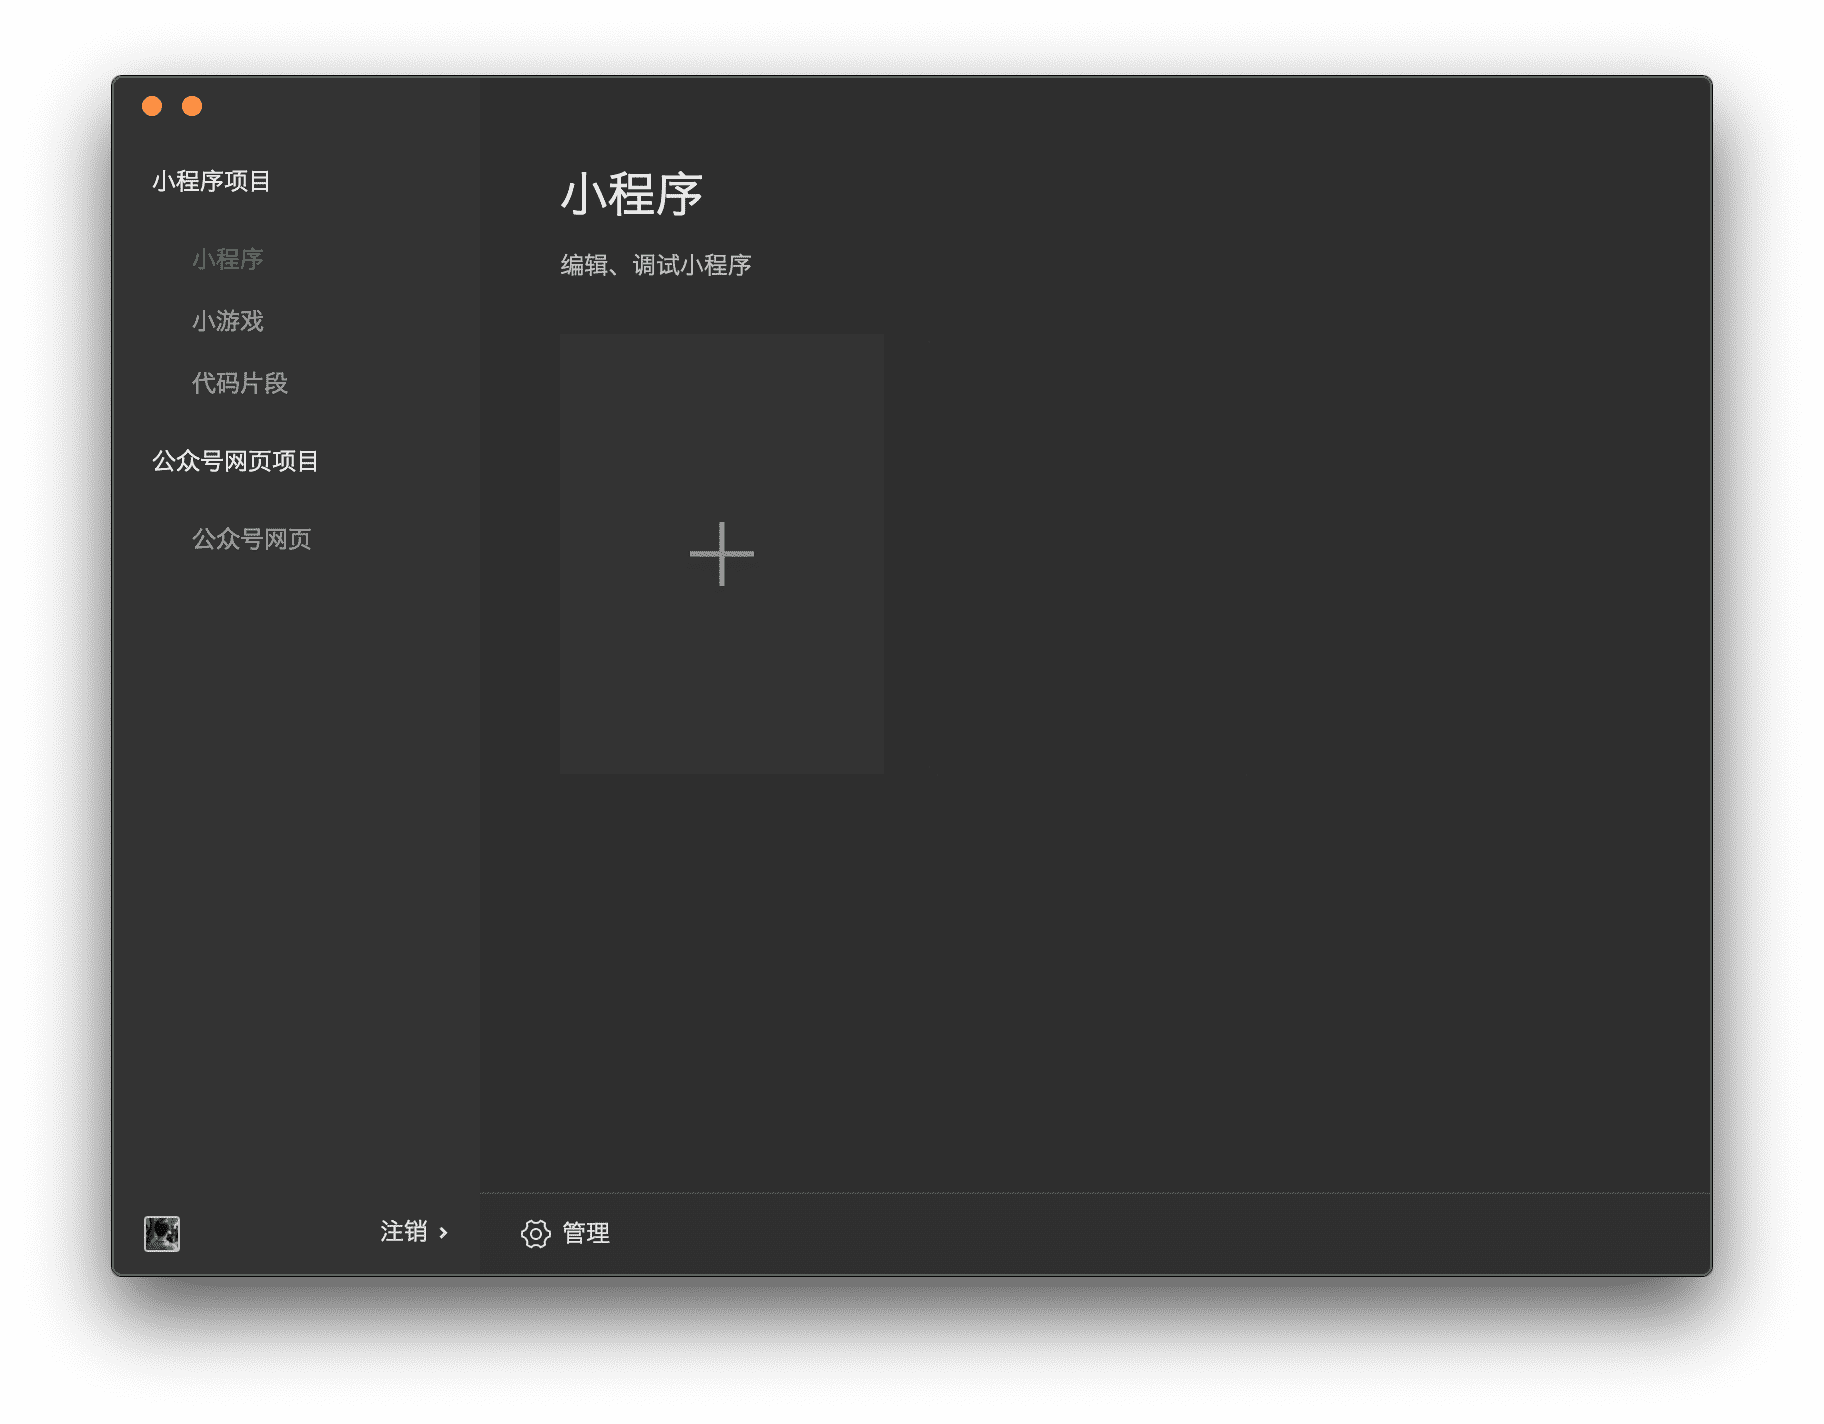 小程序项目
小程序
小游戏
代码片段
公众号网页项目
公众号网页
注销
小程序
编辑、调试小程序
管理